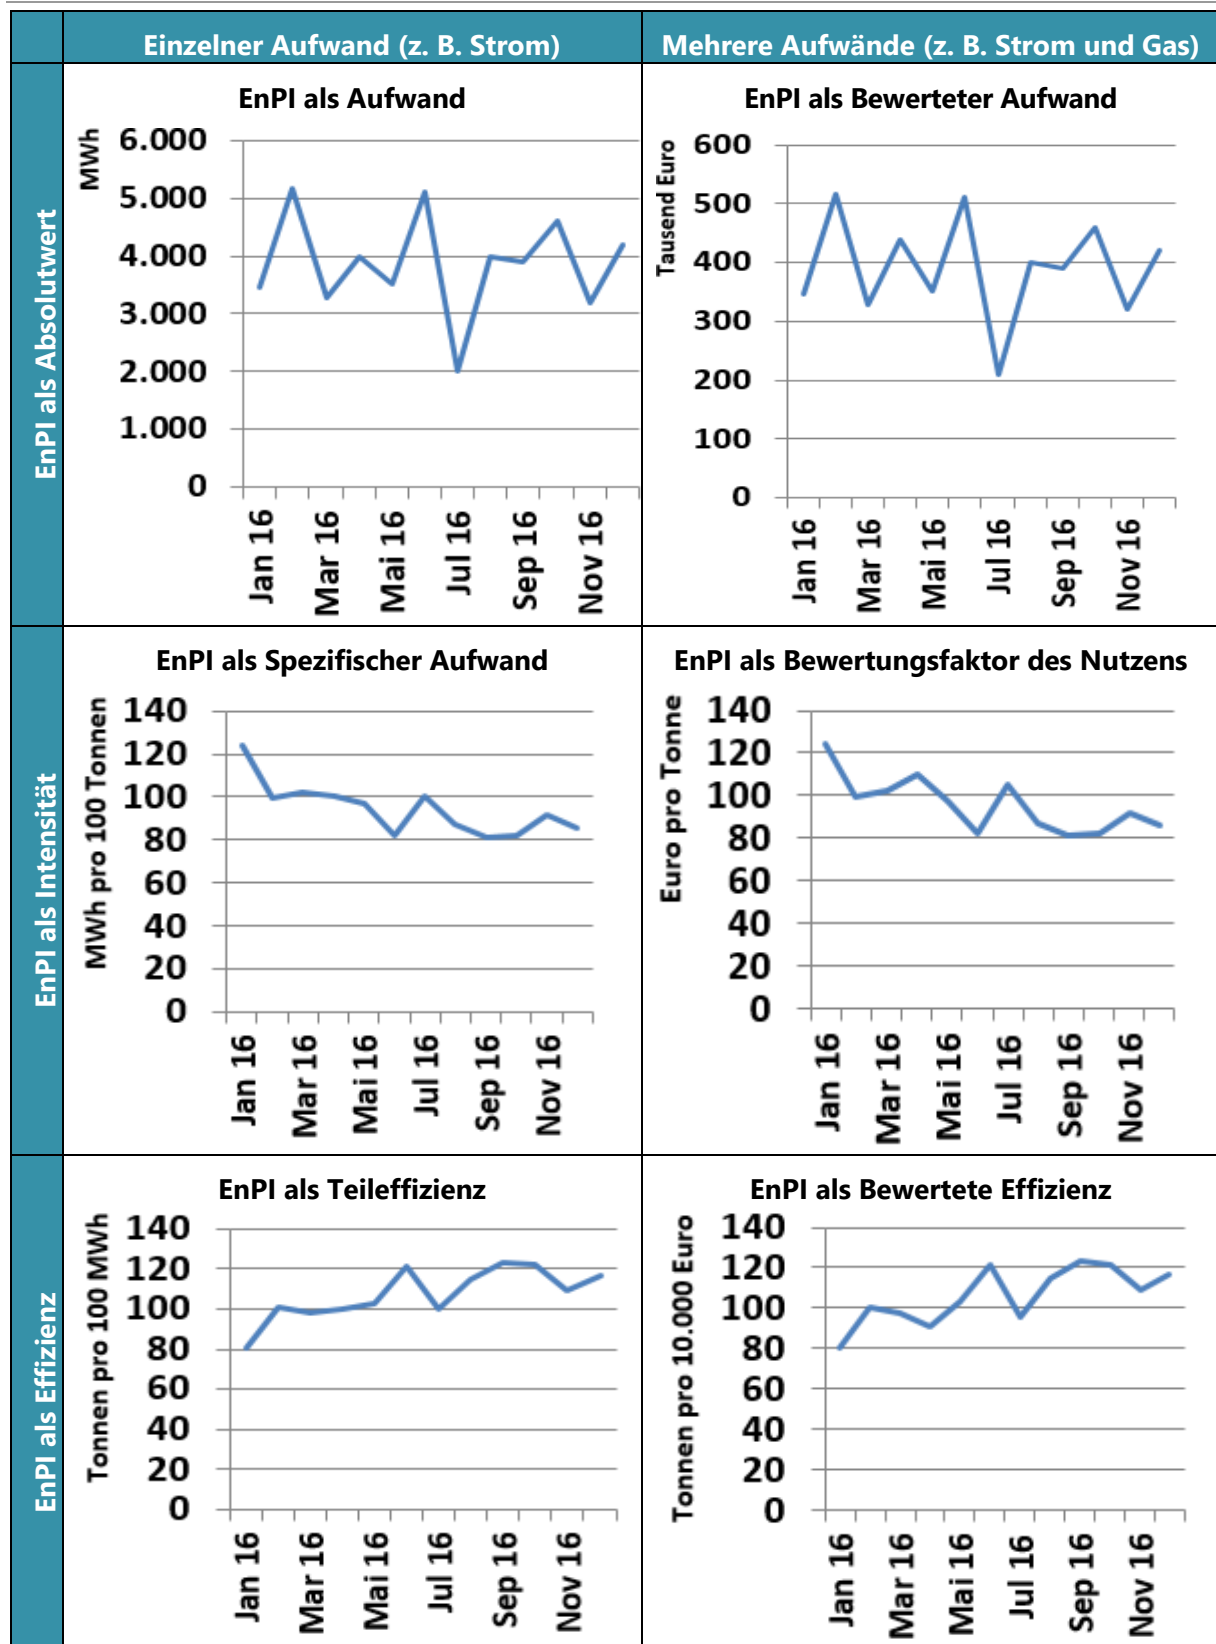 Einzelner Aufwand (z. B. Strom)
Mehrere Aufwände (z. B. Strom und Gas)
EnPI als Absolutwert
EnPI als Aufwand
MWh
6.000
5.000
4.000
3.000
2.000
1.000
0
Jan 16
Mar 16
Mai 16
Jul 16
Sep 16
Nov 16
EnPI als Bewerteter Aufwand
Tausend Euro
600
500
400
300
200
100
0
Jan 16
Mar 16
Mai 16
Jul 16
Sep 16
Nov 16
EnPI als Intensität
EnPI als Spezifischer Aufwand
MWh pro 100 Tonnen
140
120
100
80
60
40
20
0
Jan 16
Mar 16
Mai 16
Jul 16
Sep 16
Nov 16
EnPI als Bewertungsfaktor des Nutzens
Euro pro Tonne
140
120
100
80
60
40
20
0
Jan 16
Mar 16
Mai 16
Jul 16
Sep 16
Nov 16
EnPI als Effizienz
EnPI als Teileffizienz
Tonnen pro 100 MWh
140
120
100
80
60
40
20
0
Jan 16
Mar 16
Mai 16
Jul 16
Sep 16
Nov 16
EnPI als Bewertete Effizienz
Tonnen pro 10.000 Euro
140
120
100
80
60
40
20
0
Jan 16
Mar 16
Mai 16
Jul 16
Sep 16
Nov 16